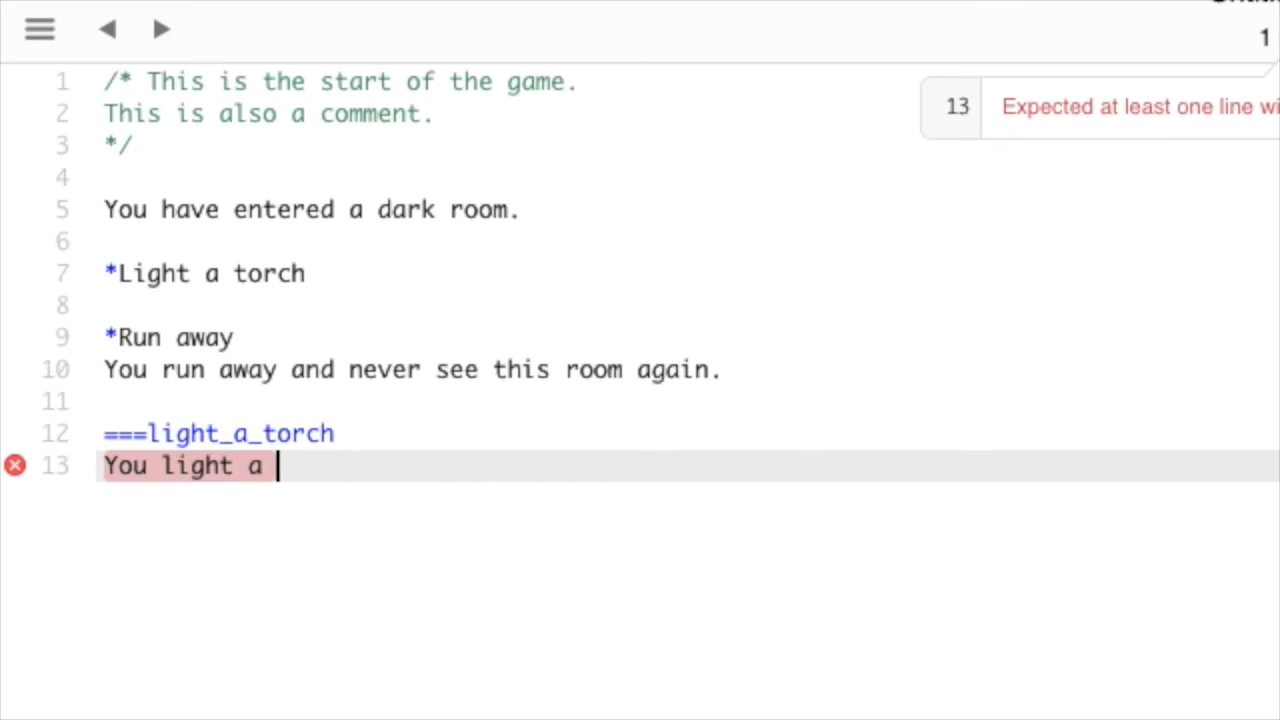 1
1 /* This is the start of the game.
13 Expected at least one line
2 This is also a comment.
3 */
4
5 You have entered a dark room.
6
7 *Light a torch
8
9 *Run away
10 You run away and never see this room again.
11
12 ===light_a_torch
13 You light a